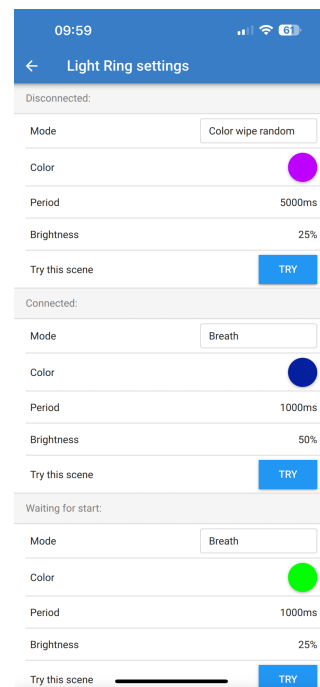 09:59
61
Light Ring settings
Disconnected:
Mode
Color wipe random
Color
Period
5000ms
Brightness
25%
Try this scene
TRY
Connected:
Mode
Breath
Color
Period
1000ms
Brightness
50%
Try this scene
TRY
Waiting for start:
Mode
Breath
Color
Period
1000ms
Brightness
25%
Try this scene
TRY